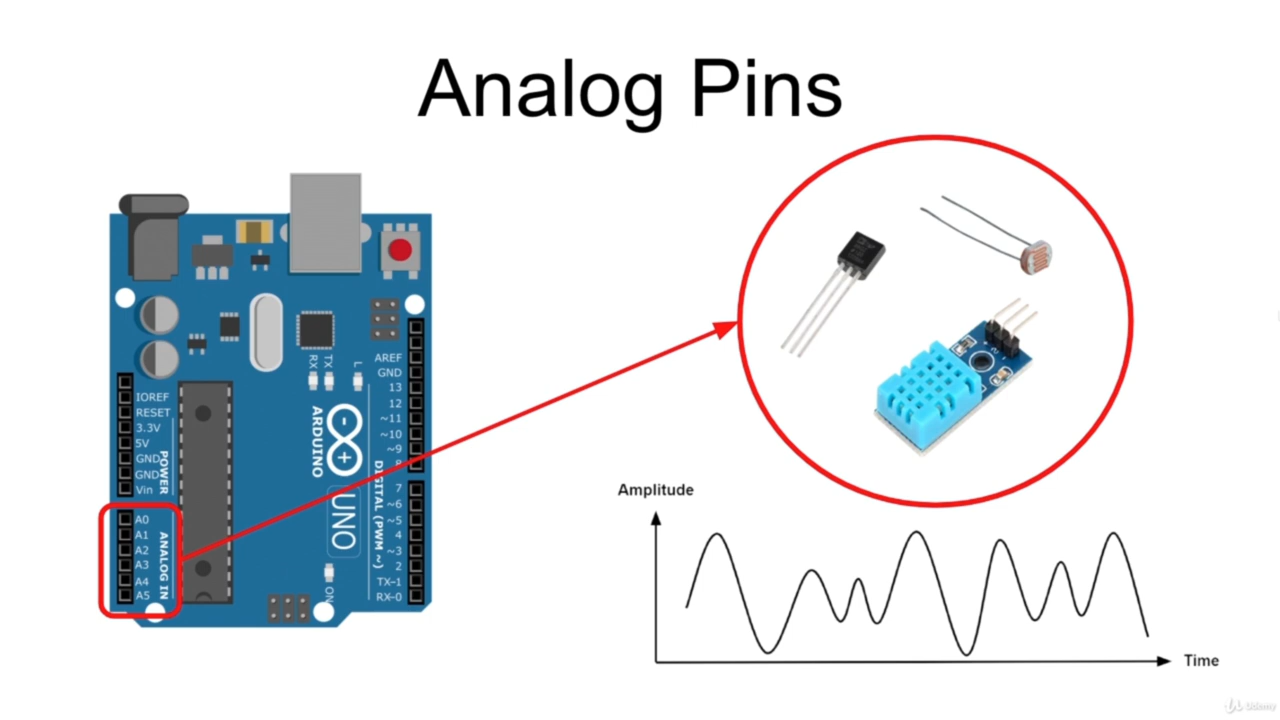 Analog Pins
RX
TX
L
AREF
GND
13
12
~11
~10
~9
8
IOREF
RESET
3.3V
5V
GND
GND
Vin
POWER
ARDUINO
UNO
DIGITAL (PWM ~)
7
~6
~5
4
~3
2
TX-1
RX-0
A0
A1
A2
A3
A4
A5
ANALOG IN
ON
Amplitude
Time
Udemy